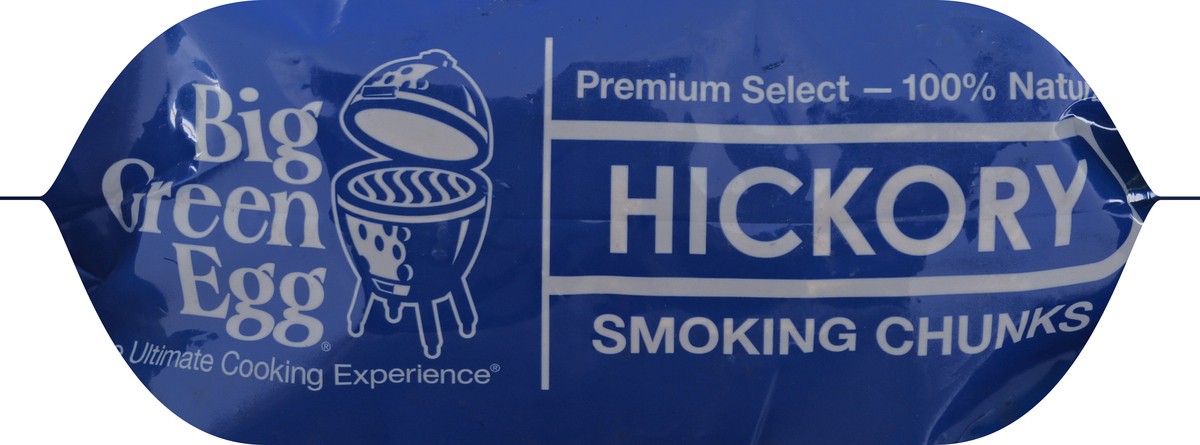 Big
Green
Egg®
Ultimate Cooking Experience®
Premium Select — 100%
HICKORY
SMOKING CHUNKS